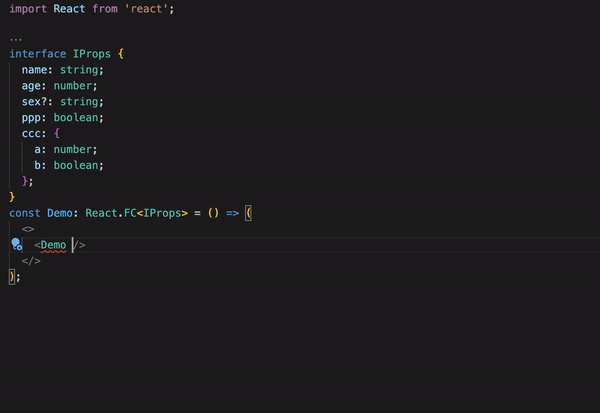 import React from 'react';
...
interface IProps {
name: string;
age: number;
sex?: string;
ppp: boolean;
ccc: {
a: number;
b: boolean;
};
}
const Demo: React.FC<IProps> = () => (
<>
<Demo />
</>
);